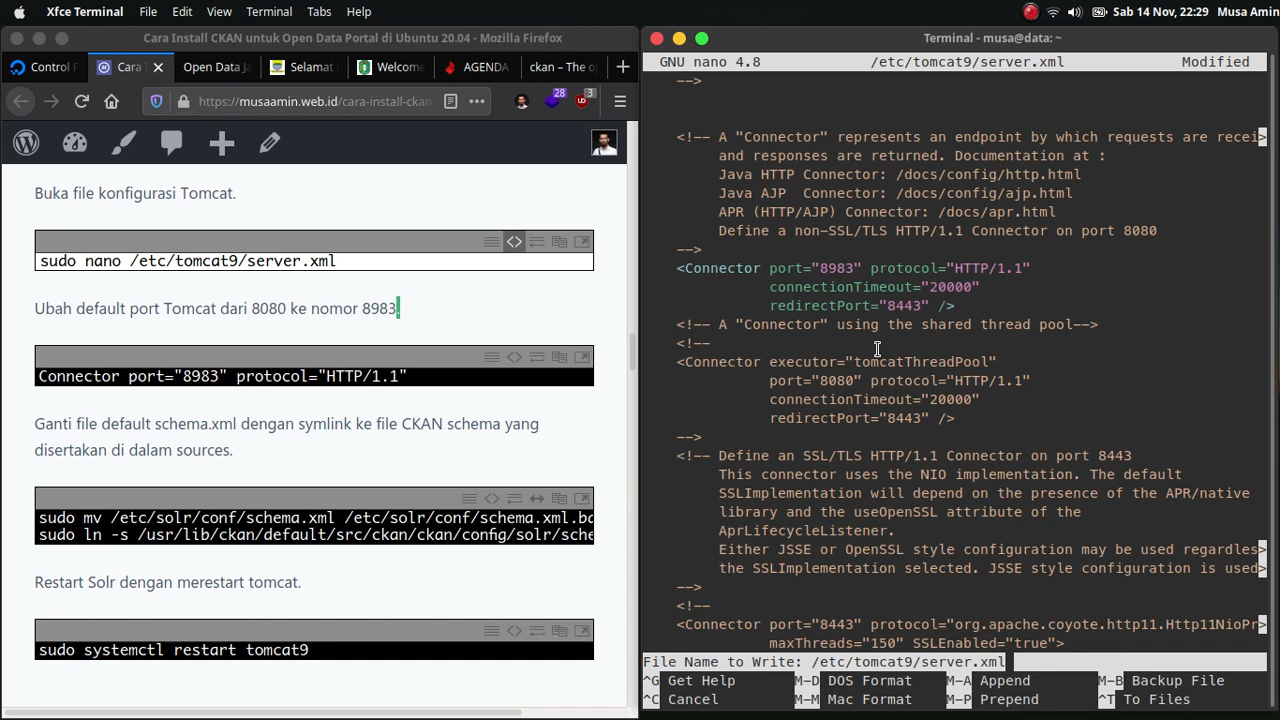 Xfce Terminal File Edit View Terminal Tabs Help
Sab 14 Nov, 22:29 Musa Amin
Cara Install CKAN untuk Open Data Portal di Ubuntu 20.04 - Mozilla Firefox
Control Cara Open Data Ja Selamat Welcome AGENDA ckan – The o
https://musaamin.web.id/cara-install-ckan
28
3
Buka file konfigurasi Tomcat.
sudo nano /etc/tomcat9/server.xml
Ubah default port Tomcat dari 8080 ke nomor 8983.
Connector port="8983" protocol="HTTP/1.1"
Ganti file default schema.xml dengan symlink ke file CKAN schema yang
disertakan di dalam sources.
sudo mv /etc/solr/conf/schema.xml /etc/solr/conf/schema.xml.ba
sudo ln -s /usr/lib/ckan/default/src/ckan/ckan/config/solr/sche
Restart Solr dengan merestart tomcat.
sudo systemctl restart tomcat9
Terminal - musa@data: ~
GNU nano 4.8 /etc/tomcat9/server.xml Modified
-->
<!-- A "Connector" represents an endpoint by which requests are recei>
and responses are returned. Documentation at :
Java HTTP Connector: /docs/config/http.html
Java AJP  Connector: /docs/config/ajp.html
APR (HTTP/AJP) Connector: /docs/apr.html
Define a non-SSL/TLS HTTP/1.1 Connector on port 8080
-->
<Connector port="8983" protocol="HTTP/1.1"
connectionTimeout="20000"
redirectPort="8443" />
<!-- A "Connector" using the shared thread pool-->
<!--
<Connector executor="tomcatThreadPool"
port="8080" protocol="HTTP/1.1"
connectionTimeout="20000"
redirectPort="8443" />
-->
<!-- Define an SSL/TLS HTTP/1.1 Connector on port 8443
This connector uses the NIO implementation. The default
SSLImplementation will depend on the presence of the APR/native
library and the useOpenSSL attribute of the
AprLifecycleListener.
Either JSSE or OpenSSL style configuration may be used regardles>
the SSLImplementation selected. JSSE style configuration is used>
-->
<!--
<Connector port="8443" protocol="org.apache.coyote.http11.Http11NioPr>
maxThreads="150" SSLEnabled="true">
File Name to Write: /etc/tomcat9/server.xml
^G Get Help M-D DOS Format M-A Append M-B Backup File
^C Cancel M-M Mac Format M-P Prepend ^T To Files